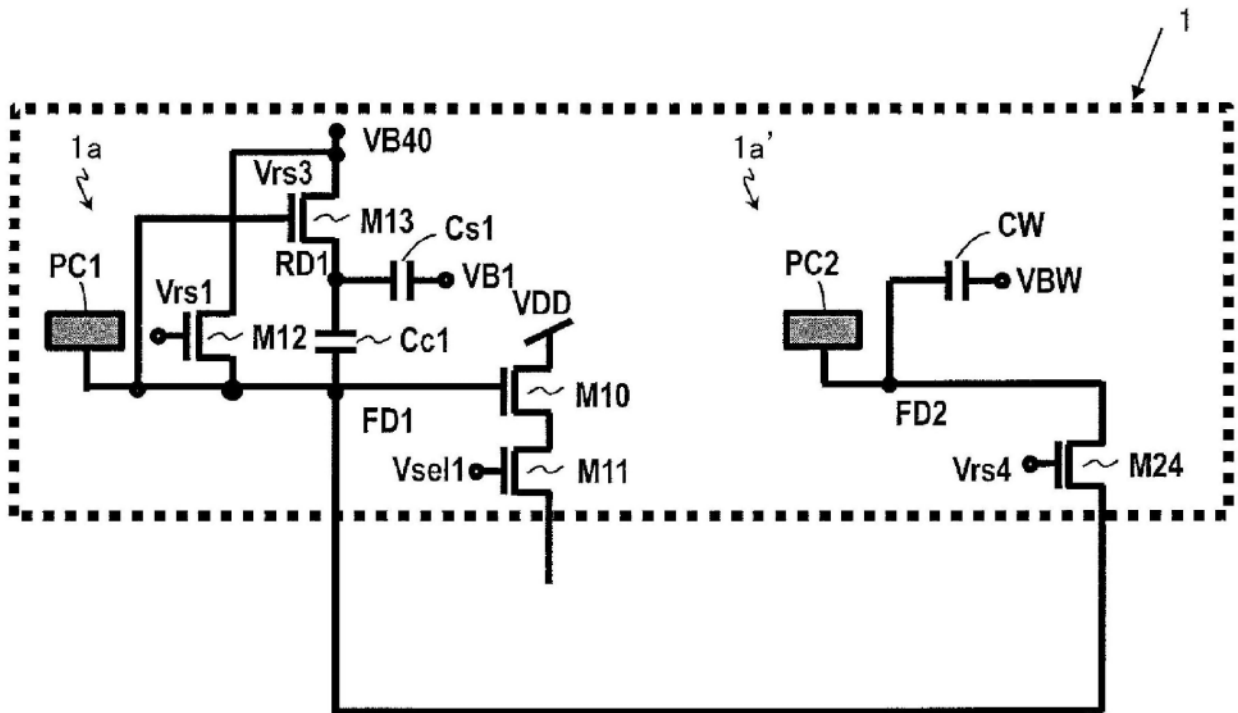 1
1a
VB40
1a'
Vrs3
M13
Cs1
CW
PC1
RD1
VB1
PC2
VBW
Vrs1
VDD
M12
Cc1
M10
FD1
FD2
Vsel1
M11
Vrs4
M24